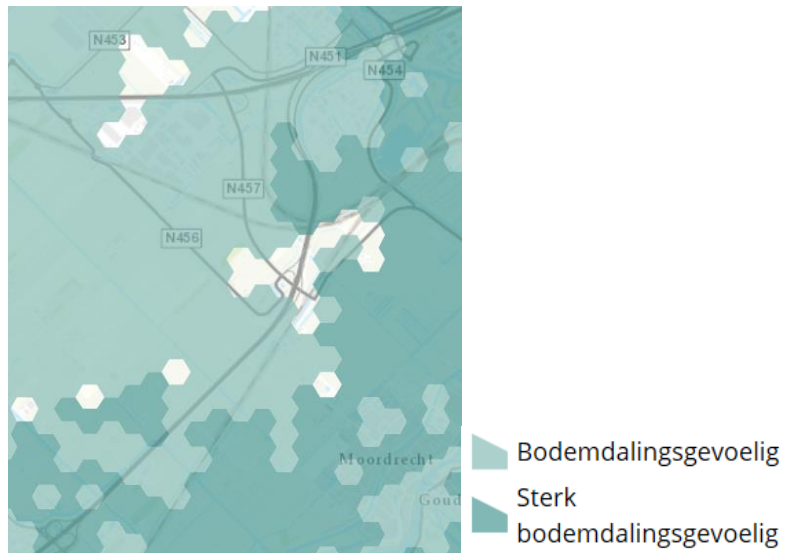 N453
N451
N454
N457
N456
Moordrecht
Goud
Bodemdalingsgevoelig
Sterk
bodemdalingsgevoelig